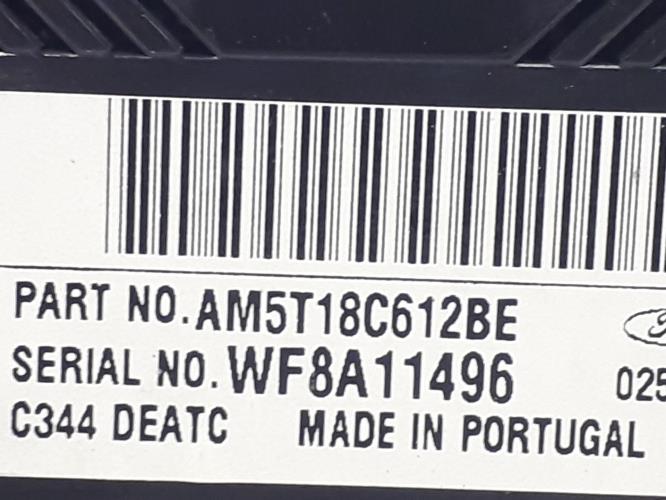 PART NO. AM5T18C612BE
SERIAL NO. WF8A11496 025
C344 DEATC MADE IN PORTUGAL